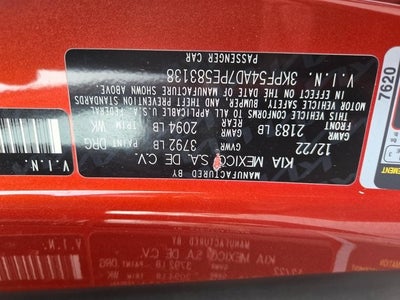 MANUFACTURED BY
KIA MEXICO, S.A. DE C.V.
12/22 GVWR 3792 LB PAINT DRG
GAWR FRONT 2183 LB GAWR REAR 2094 LB TRIM WK
THIS VEHICLE CONFORMS TO ALL APPLICABLE U.S. FEDERAL
MOTOR VEHICLE SAFETY, BUMPER, AND THEFT PREVENTION STANDARDS
IN EFFECT ON THE DATE OF MANUFACTURE SHOWN ABOVE.
V.I.N. 3KPF54AD7PE583138
PASSENGER CAR
V.I.N.
7620